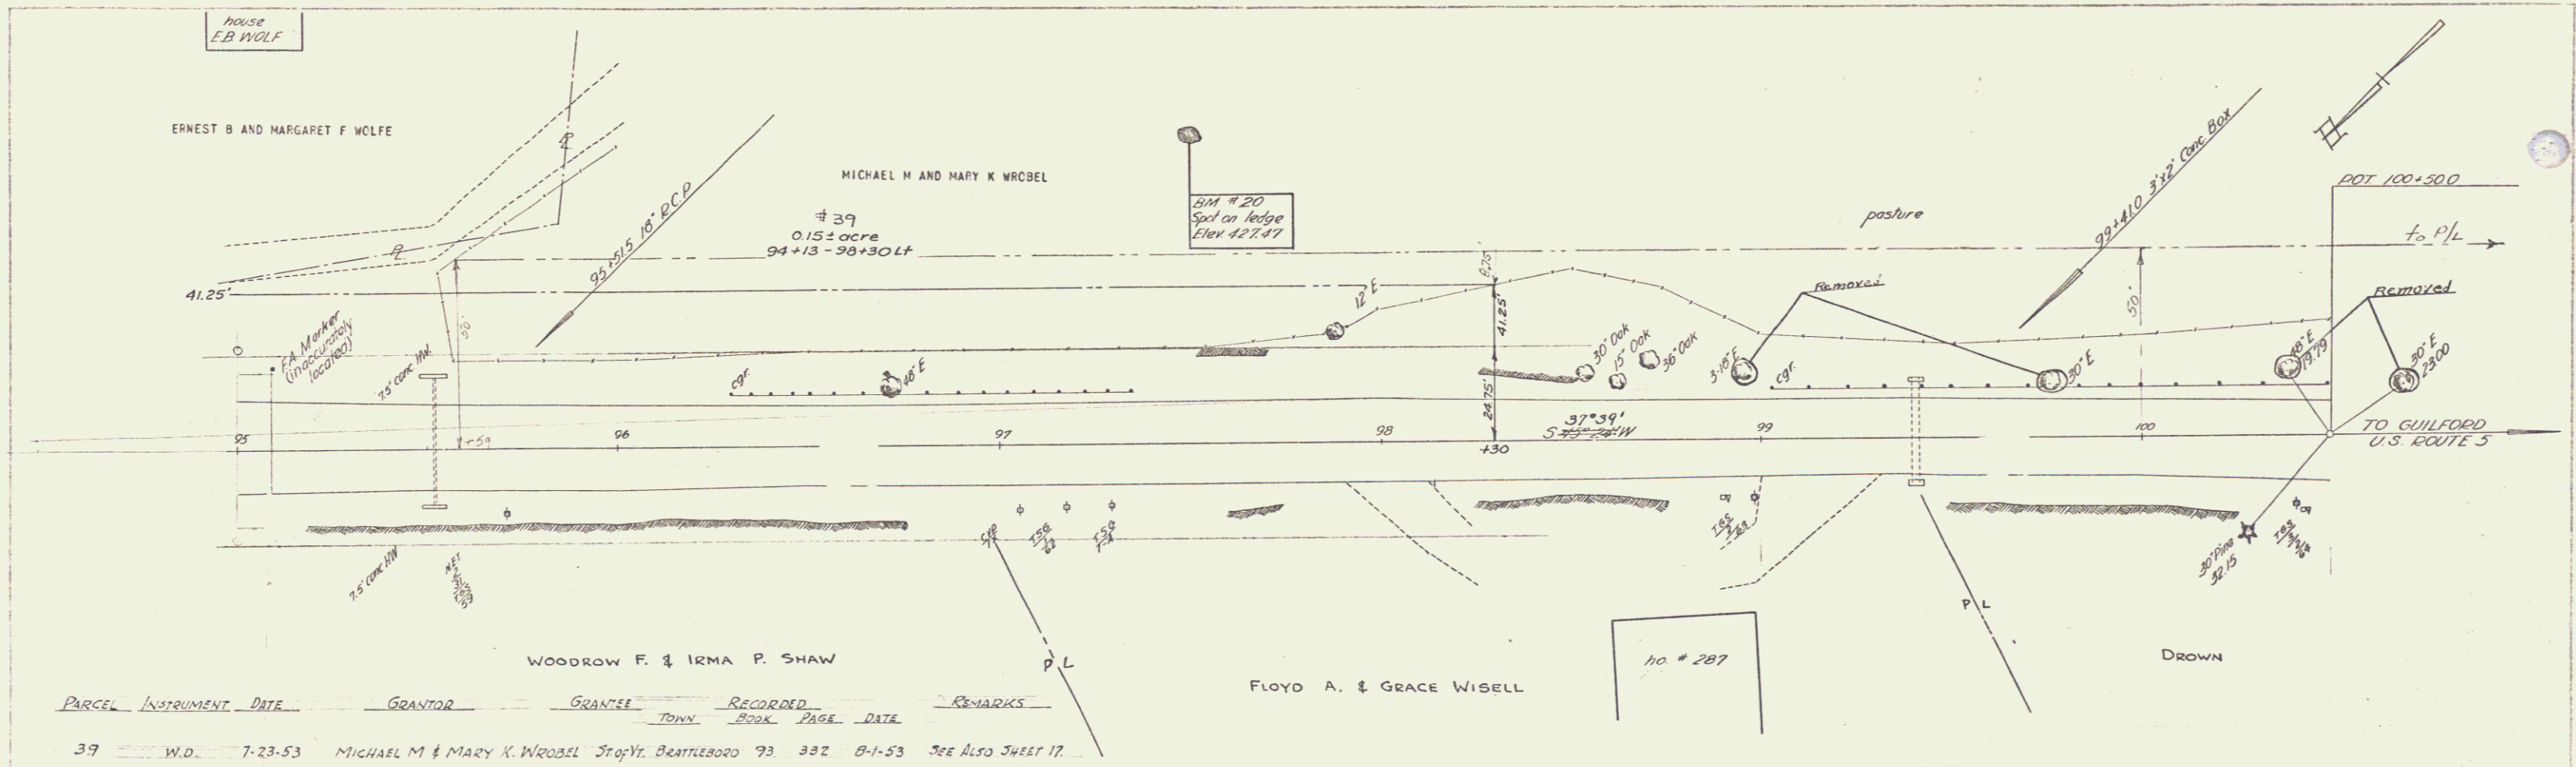 house
E.B. WOLF
ERNEST B AND MARGARET F WOLFE
MICHAEL M AND MARY K WROBEL
# 39
0.15± acre
94+13 - 98+30 Lt
95+51.5 18" R.C.P
BM # 20
Spot on ledge
Elev. 427.47
pasture
99+41.0 3'x2' Conc Box
POT 100+50.0
to P/L
41.25'
F.A. Marker
(inaccurately
located)
7.5' conc HW.
50'
cgr.
48" E
12" E
8.75'
41.25'
24.75'
30" Oak
15" Oak
36" Oak
3-18" E
Removed
cgr.
30" E
50'
Removed
48" E
19.79
30" E
23.00
95
+59
96
97
98
+30
37° 39'
S 45° 24' W
99
100
TO GUILFORD
U.S. ROUTE 5
7.5' conc HW
30" Pine
32.15
P L
P L
WOODROW F. & IRMA P. SHAW
FLOYD A. & GRACE WISELL
ho. # 287
DROWN
PARCEL INSTRUMENT DATE GRANTOR GRANTEE RECORDED REMARKS
TOWN BOOK PAGE DATE
39 W.D. 7-23-53 MICHAEL M & MARY K. WROBEL ST. of VT. BRATTLEBORO 93 332 8-1-53 SEE ALSO SHEET 17.